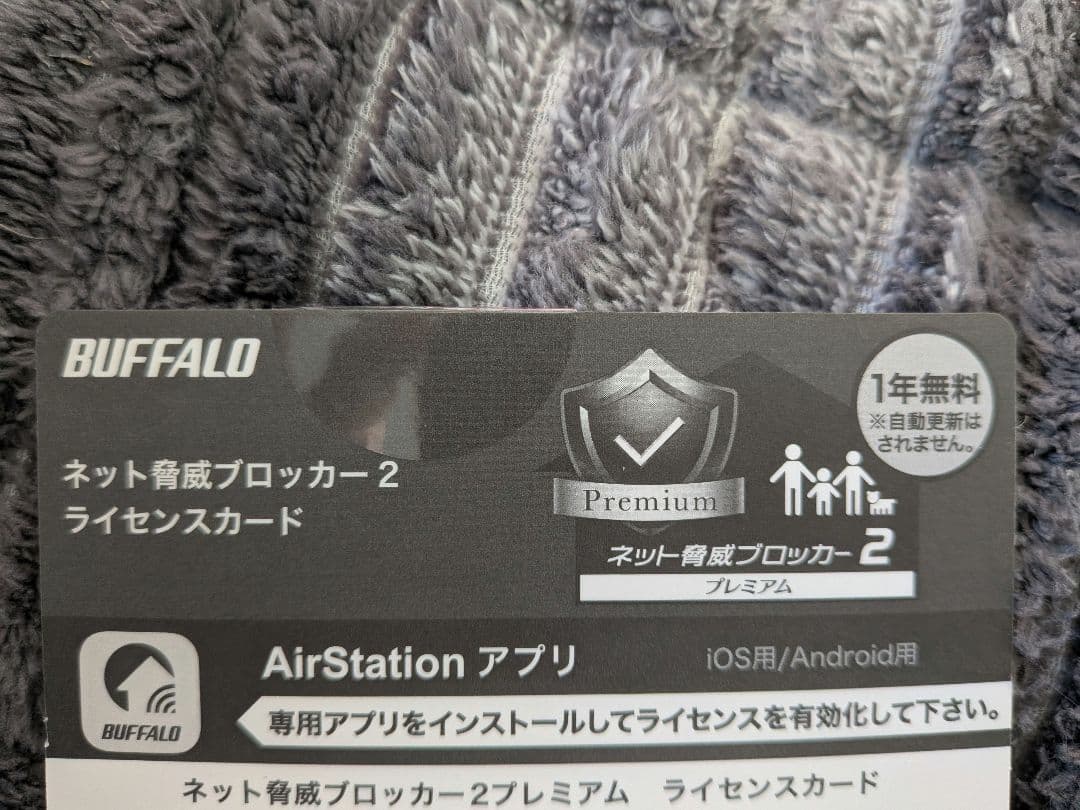 BUFFALO
1年無料
※自動更新は
されません。
ネット脅威ブロッカー2
ライセンスカード
Premium
ネット脅威ブロッカー2
プレミアム
AirStation アプリ
iOS用/Android用
BUFFALO
専用アプリをインストールしてライセンスを有効化して下さい。
ネット脅威ブロッカー2プレミアム ライセンスカード